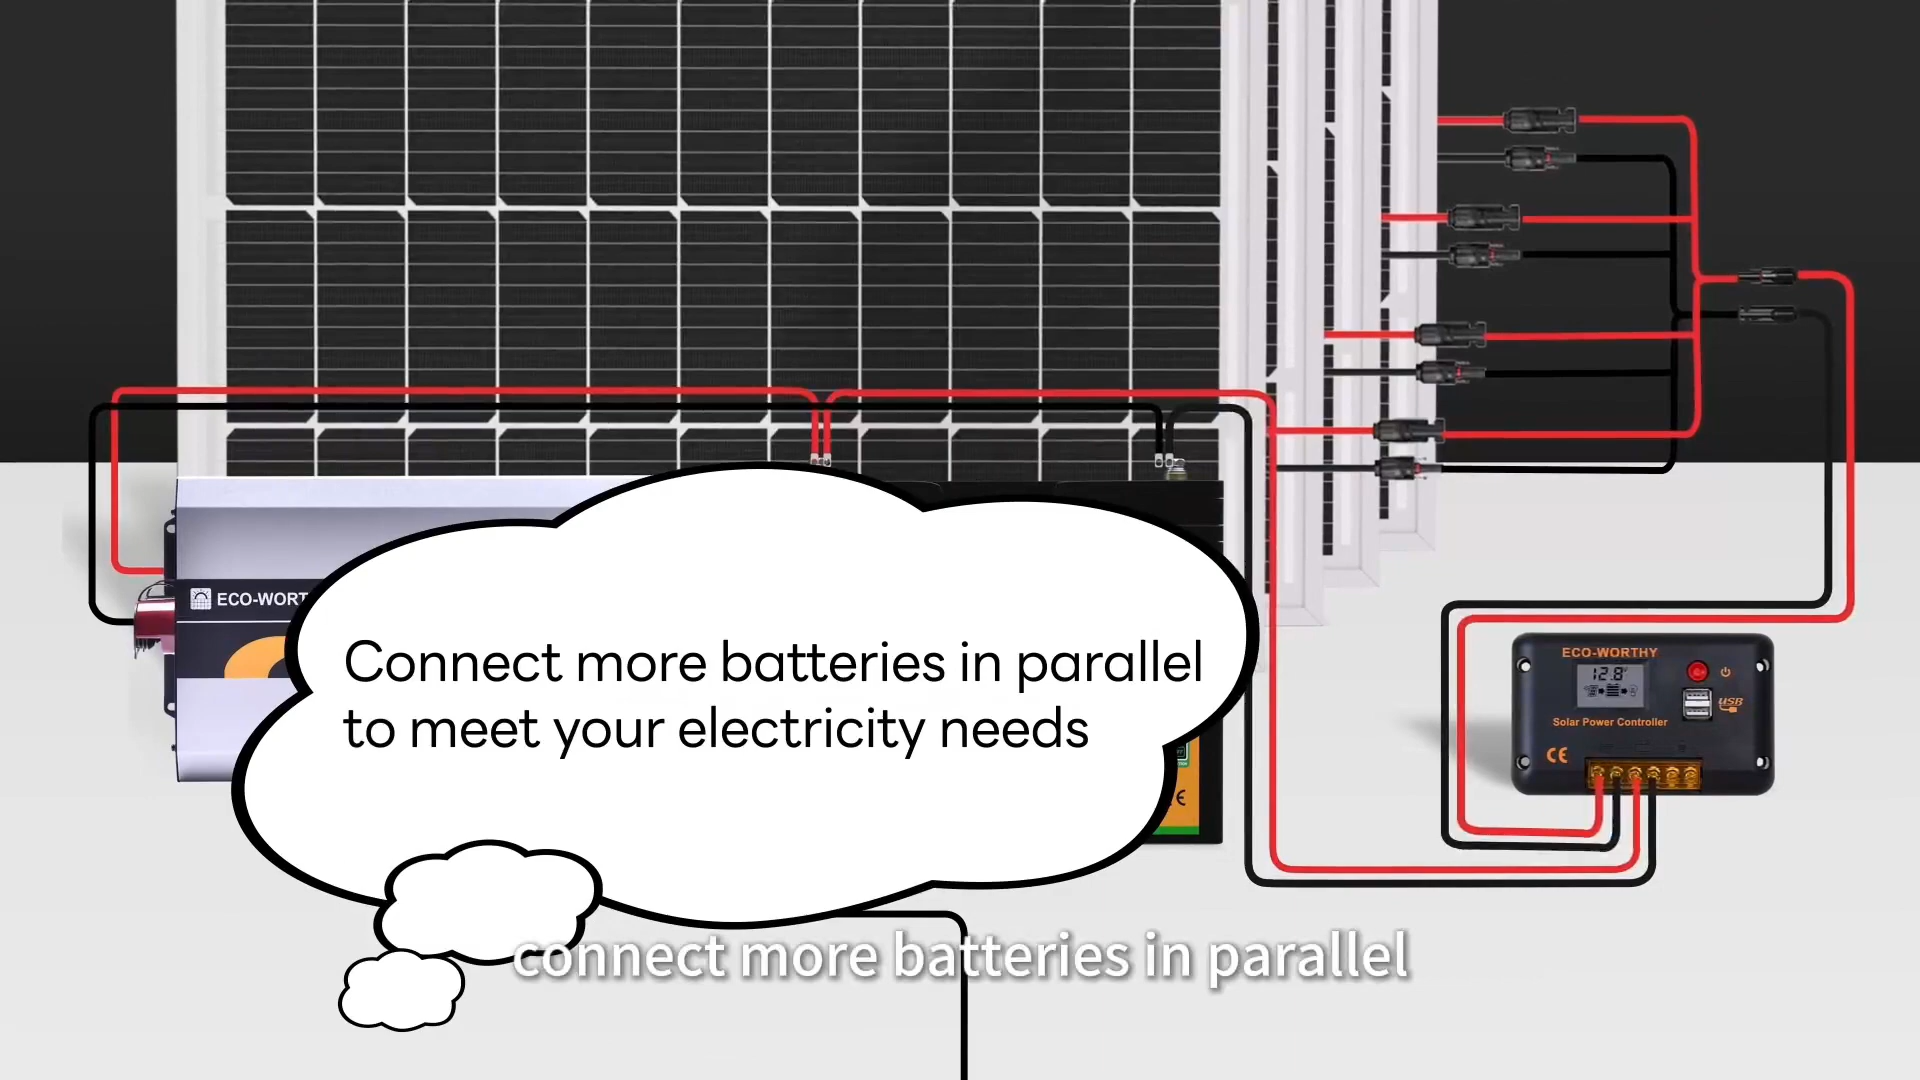 ECO-WORT
Connect more batteries in parallel
to meet your electricity needs
ECO-WORTHY
12.8
USB
Solar Power Controller
CE
CE
connect more batteries in parallel